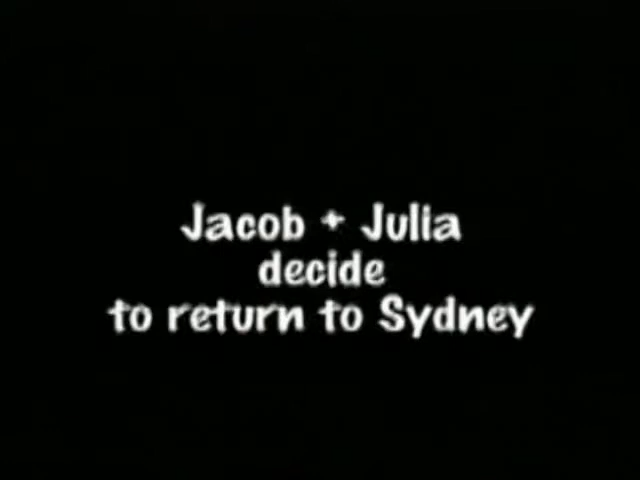 Jacob + Julia
decide
to return to Sydney